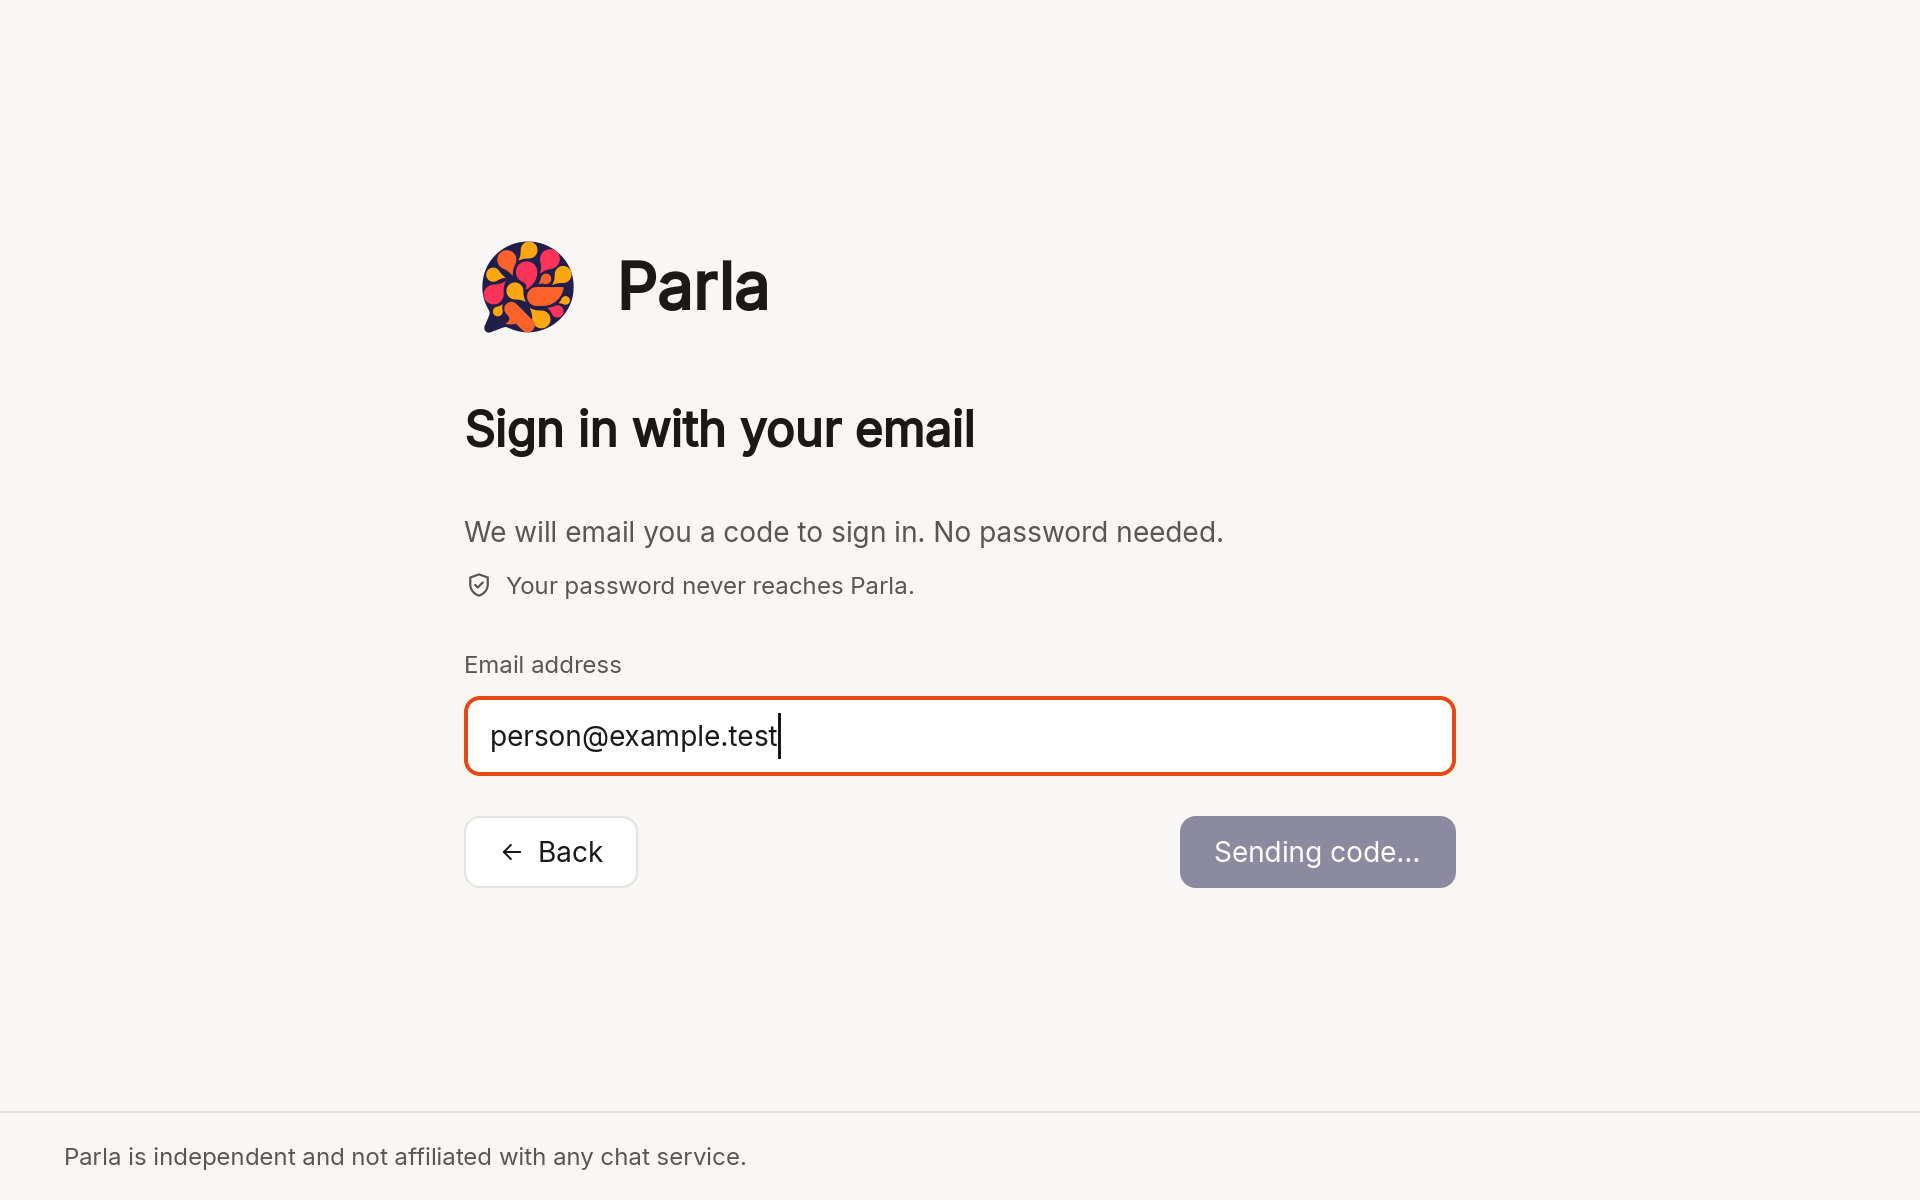 Parla
Sign in with your email
We will email you a code to sign in. No password needed.
Your password never reaches Parla.
Email address
person@example.test
← Back
Sending code...
Parla is independent and not affiliated with any chat service.